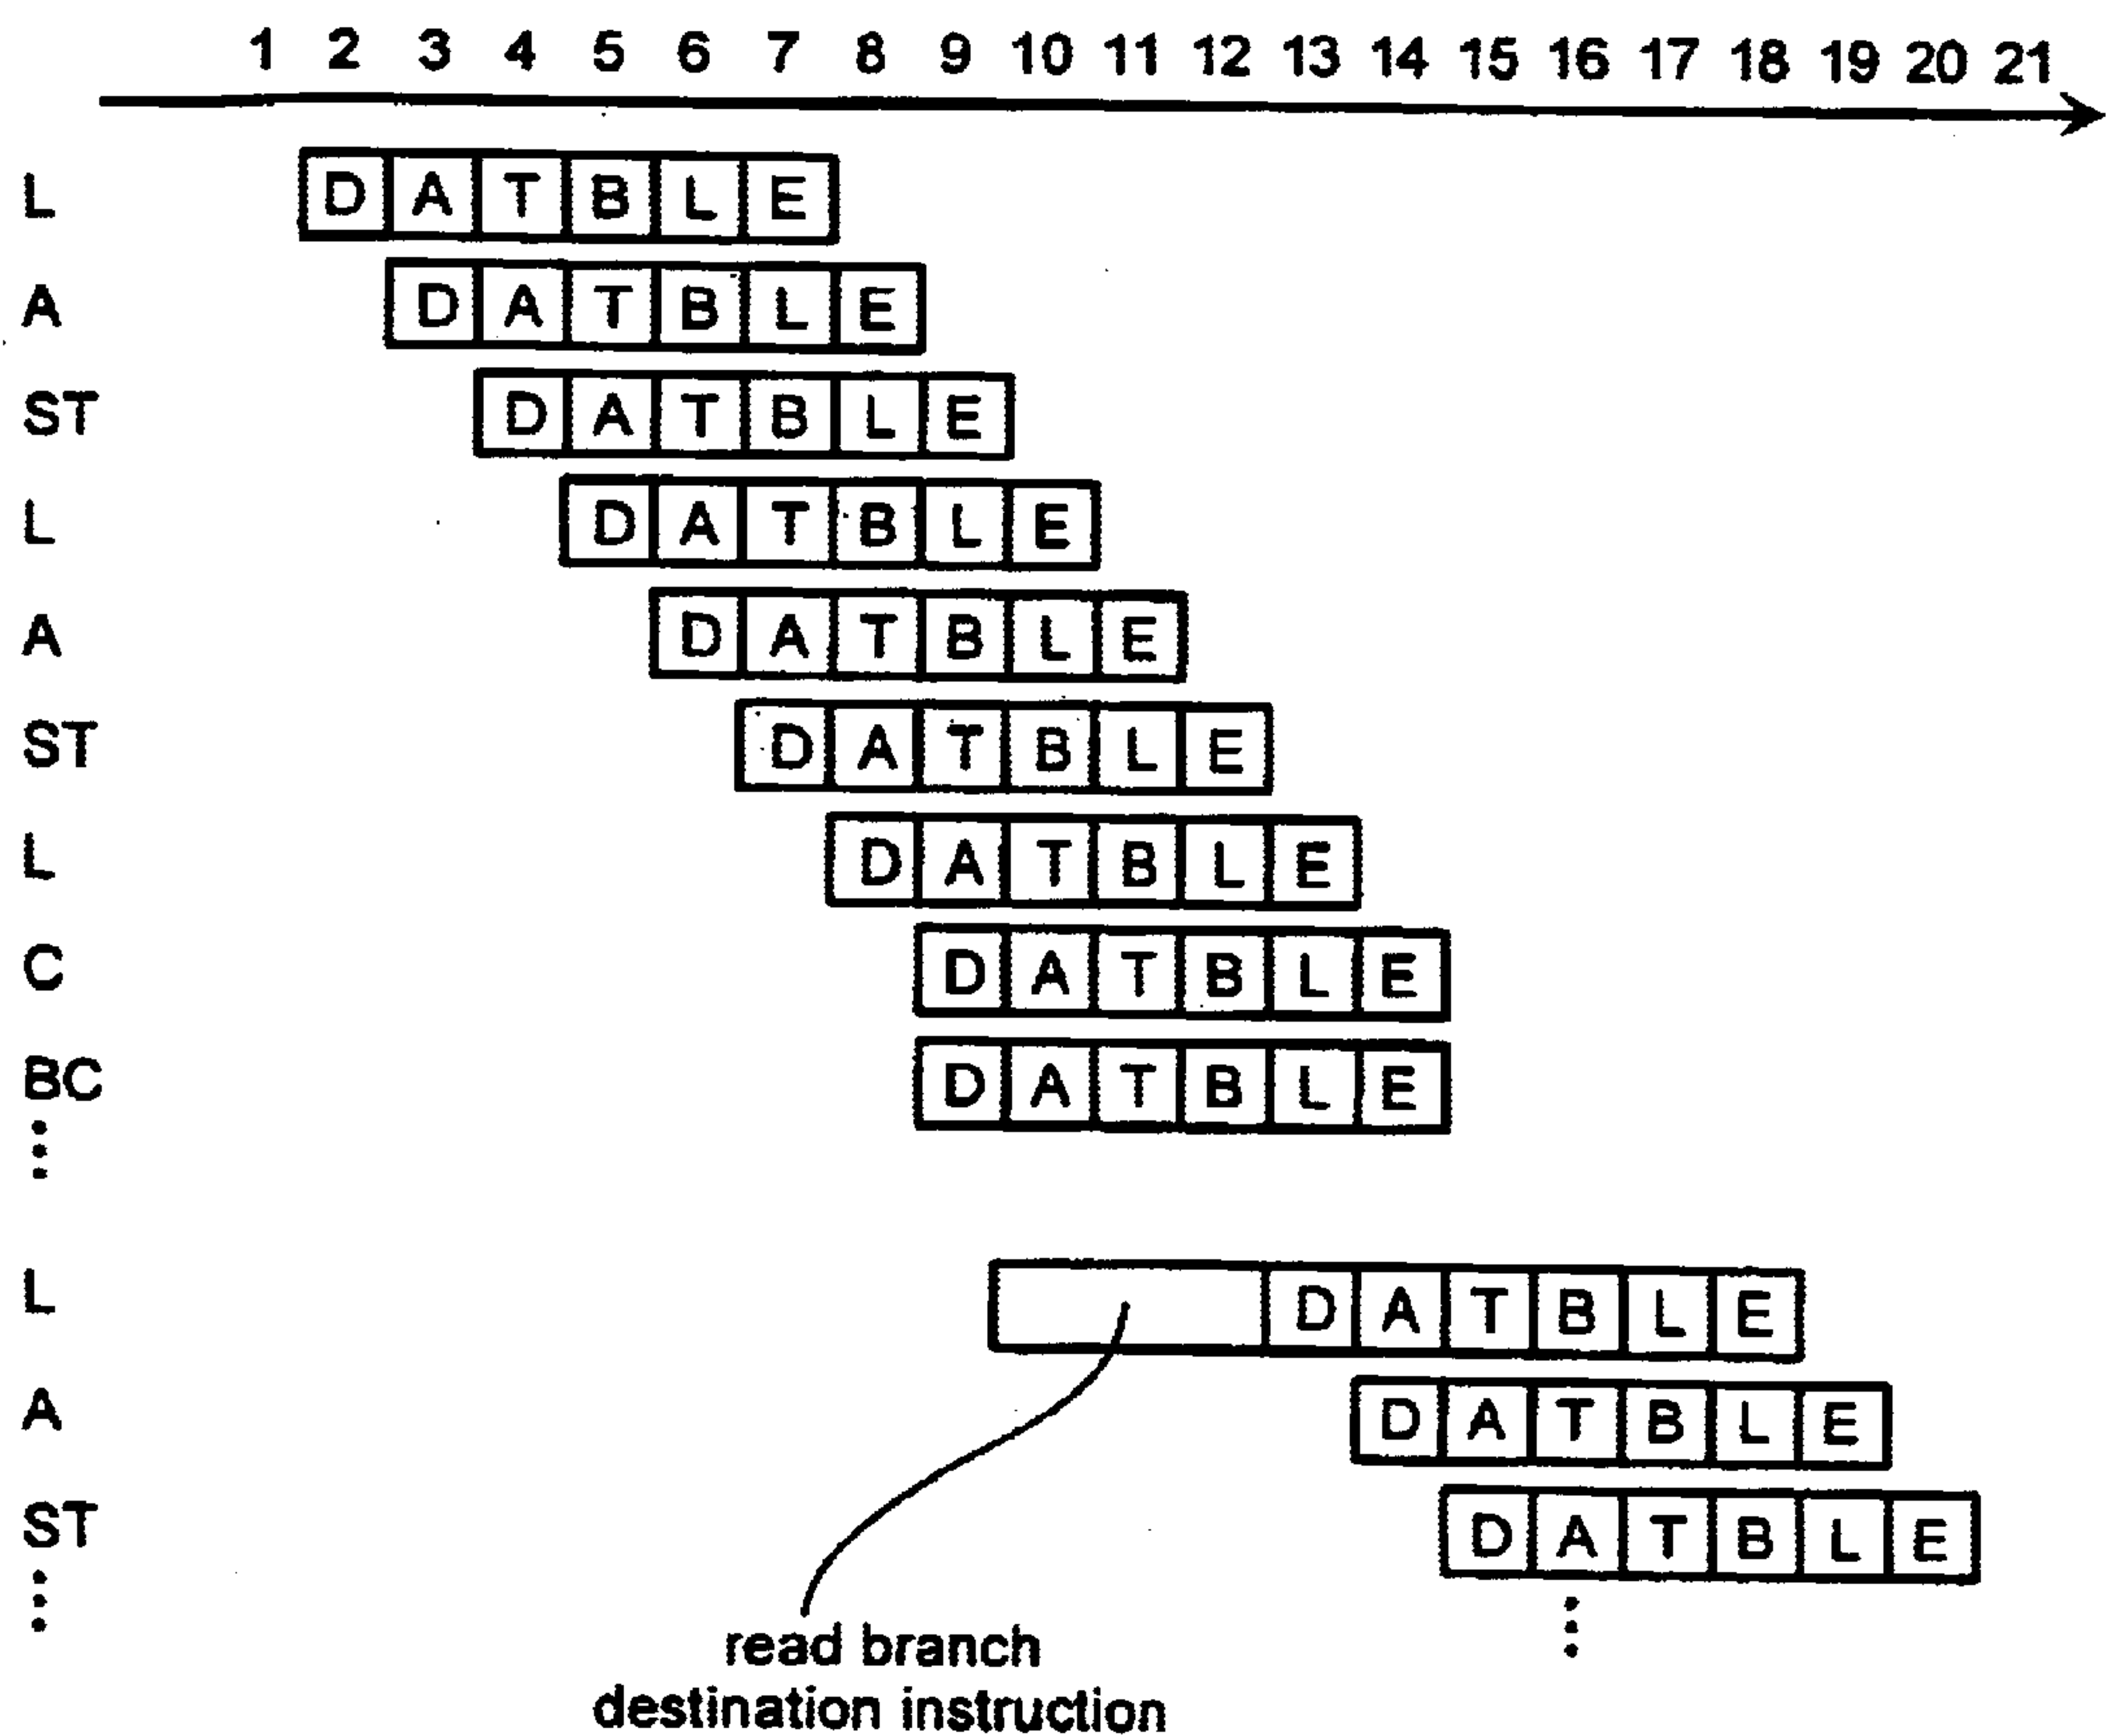 1 2 3 4 5 6 7 8 9 10 11 12 13 14 15 16 17 18 19 20 21
L D A T B L E
A D A T B L E
ST D A T B L E
L D A T B L E
A D A T B L E
ST D A T B L E
L D A T B L E
C D A T B L E
BC D A T B L E
L D A T B L E
A D A T B L E
ST D A T B L E
read branch
destination instruction